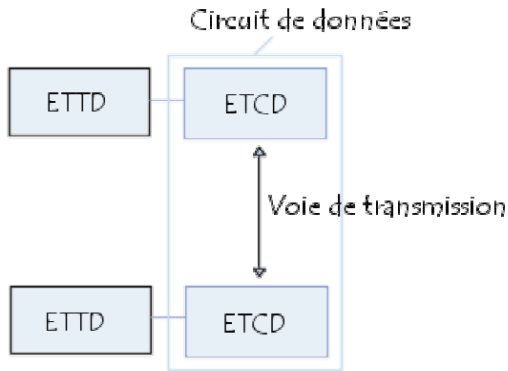 Circuit de données
ETTD
ETCD
Voie de transmission
ETTD
ETCD